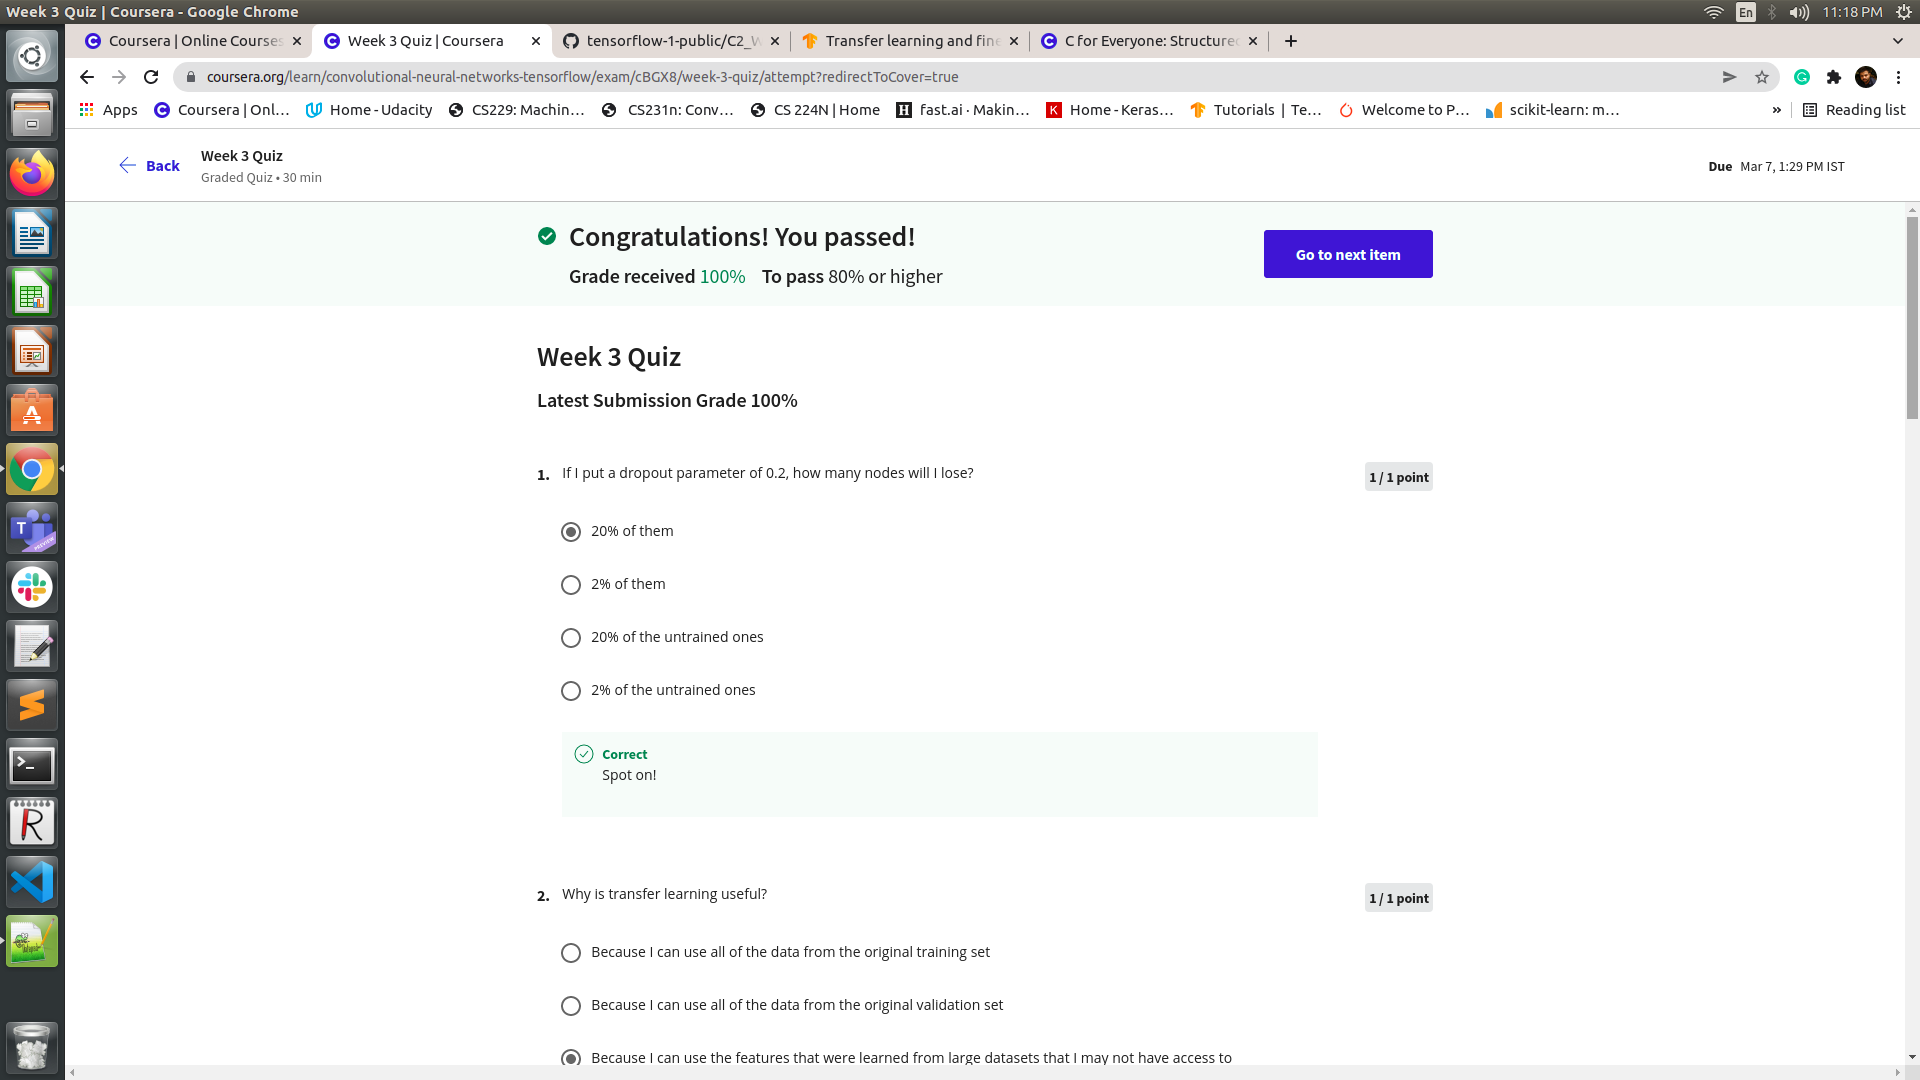 Week 3 Quiz | Coursera - Google Chrome
En
11:18 PM
Coursera | Online Courses
Week 3 Quiz | Coursera
tensorflow-1-public/C2_W
Transfer learning and fine
C for Everyone: Structured
coursera.org/learn/convolutional-neural-networks-tensorflow/exam/cBGX8/week-3-quiz/attempt?redirectToCover=true
Apps
Coursera | Onl...
Home - Udacity
CS229: Machin...
CS231n: Conv...
CS 224N | Home
fast.ai · Makin...
Home - Keras...
Tutorials | Te...
Welcome to P...
scikit-learn: m...
»
Reading list
Back
Week 3 Quiz
Graded Quiz • 30 min
Due Mar 7, 1:29 PM IST
Congratulations! You passed!
Grade received 100% To pass 80% or higher
Go to next item
Week 3 Quiz
Latest Submission Grade 100%
1. If I put a dropout parameter of 0.2, how many nodes will I lose?
1 / 1 point
20% of them
2% of them
20% of the untrained ones
2% of the untrained ones
Correct
Spot on!
2. Why is transfer learning useful?
1 / 1 point
Because I can use all of the data from the original training set
Because I can use all of the data from the original validation set
Because I can use the features that were learned from large datasets that I may not have access to